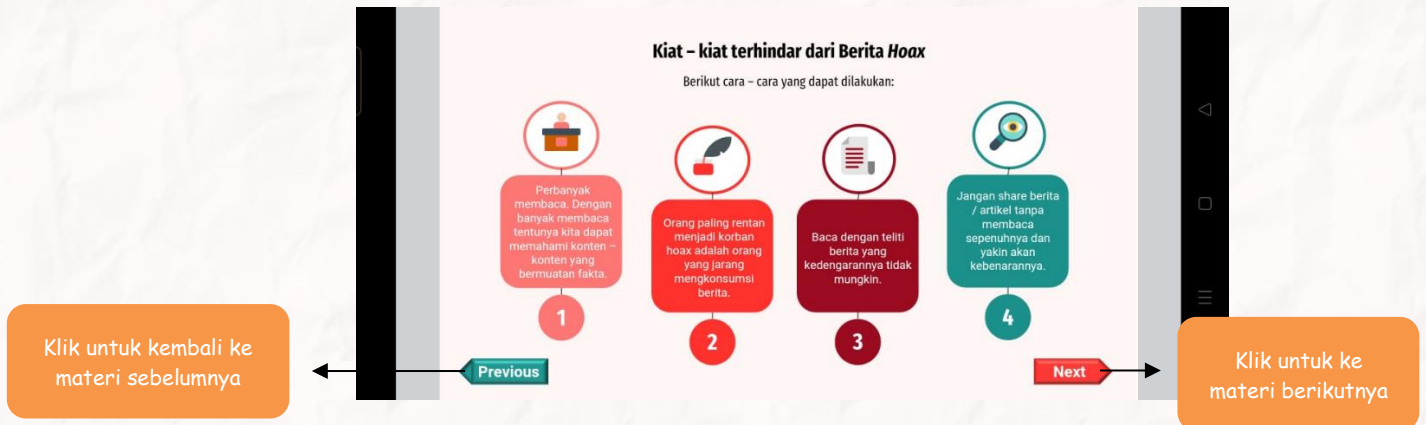 Kiat – kiat terhindar dari Berita Hoax
Berikut cara – cara yang dapat dilakukan:
Perbanyak
membaca. Dengan
banyak membaca
tentunya kita dapat
memahami konten –
konten yang
bermuatan fakta.
1
Orang paling rentan
menjadi korban
hoax adalah orang
yang jarang
mengkonsumsi
berita.
2
Baca dengan teliti
berita yang
kedengarannya tidak
mungkin.
3
Jangan share berita
/ artikel tanpa
membaca
sepenuhnya dan
yakin akan
kebenarannya.
4
Klik untuk kembali ke
materi sebelumnya
Previous
Next
Klik untuk ke
materi berikutnya